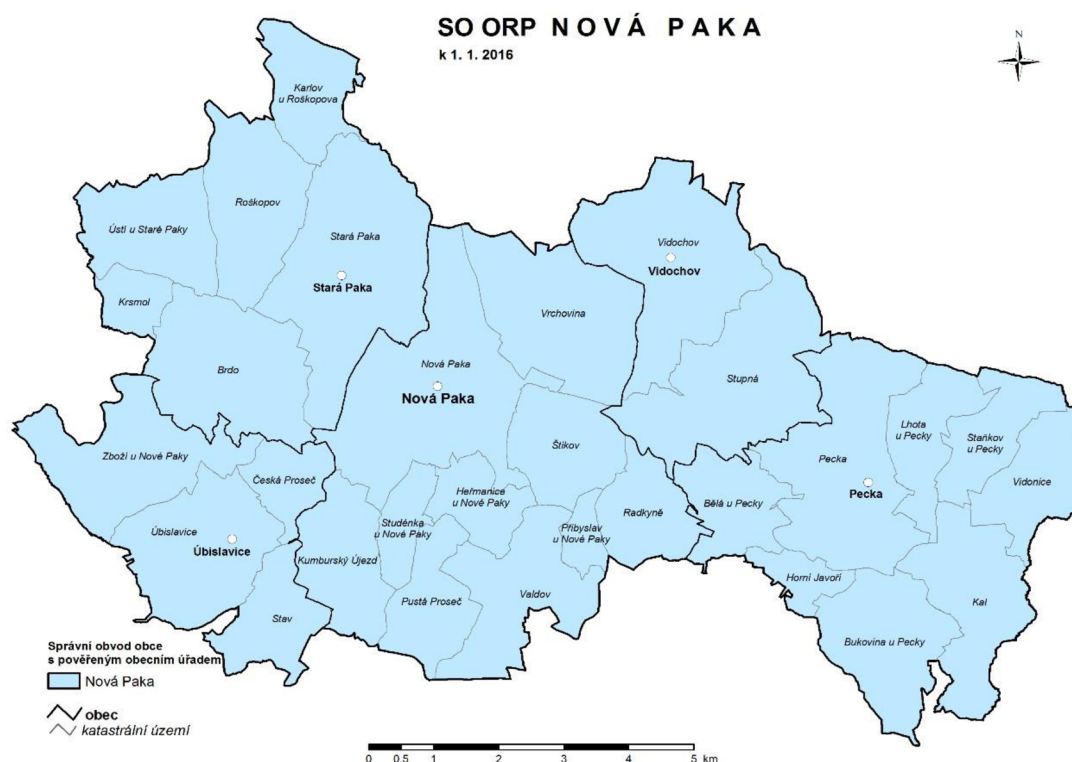 SO ORP NOVÁ PAKA
k 1. 1. 2016
N
Karlov
u Roškopova
Roškopov
Ústí u Staré Paky
Stará Paka
Stará Paka
Krsmol
Brdo
Vrchovina
Vidochov
Vidochov
Nová Paka
Nová Paka
Stupná
Štikov
Lhota
u Pecky
Staňkov
u Pecky
Pecka
Pecka
Vidonice
Zboží u Nové Paky
Česká Proseč
Úbislavice
Úbislavice
Heřmanice
u Nové Paky
Studénka
u Nové Paky
Přibyslav
u Nové Paky
Radkyně
Bělá u Pecky
Kumburský Újezd
Pustá Proseč
Valdov
Stav
Horní Javoří
Kal
Bukovina u Pecky
Správní obvod obce
s pověřeným obecním úřadem
Nová Paka
obec
katastrální území
0 0.5 1 2 3 4 5 km